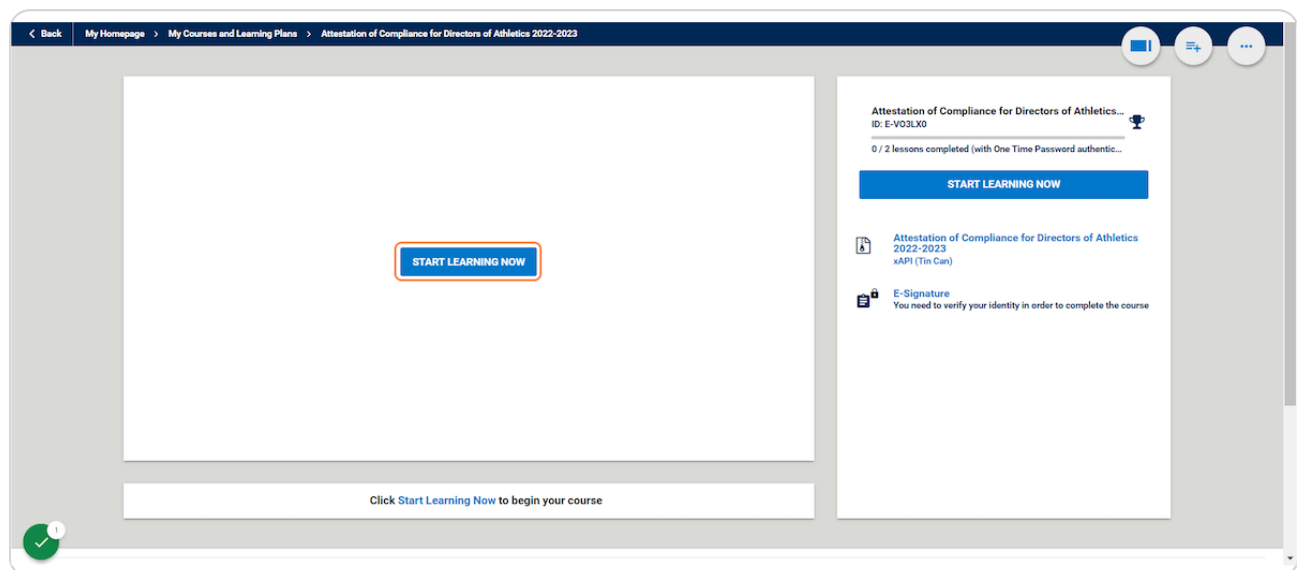 Back My Homepage > My Courses and Learning Plans > Attestation of Compliance for Directors of Athletics 2022-2023
START LEARNING NOW
Click Start Learning Now to begin your course
Attestation of Compliance for Directors of Athletics...
ID: E-VO3LX0
0 / 2 lessons completed (with One Time Password authentic...
START LEARNING NOW
Attestation of Compliance for Directors of Athletics
2022-2023
xAPI (Tin Can)
E-Signature
You need to verify your identity in order to complete the course
1